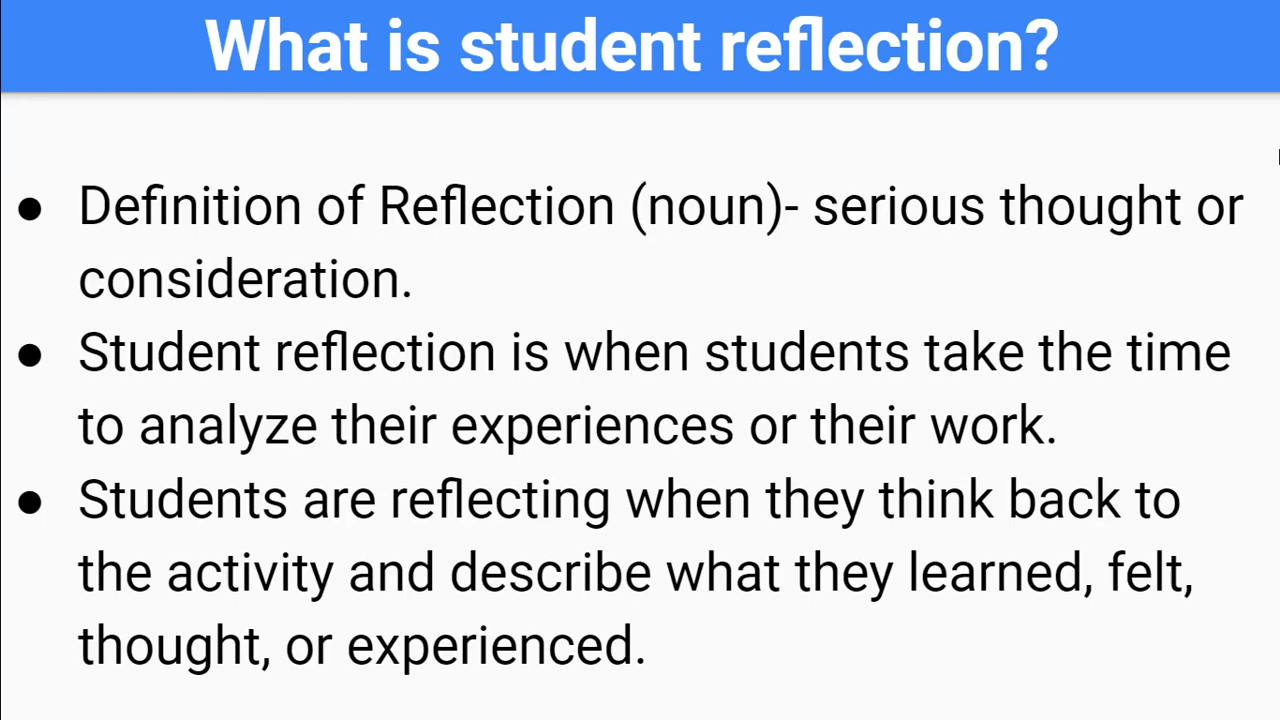 What is student reflection?
● Definition of Reflection (noun)- serious thought or
consideration.
● Student reflection is when students take the time
to analyze their experiences or their work.
● Students are reflecting when they think back to
the activity and describe what they learned, felt,
thought, or experienced.